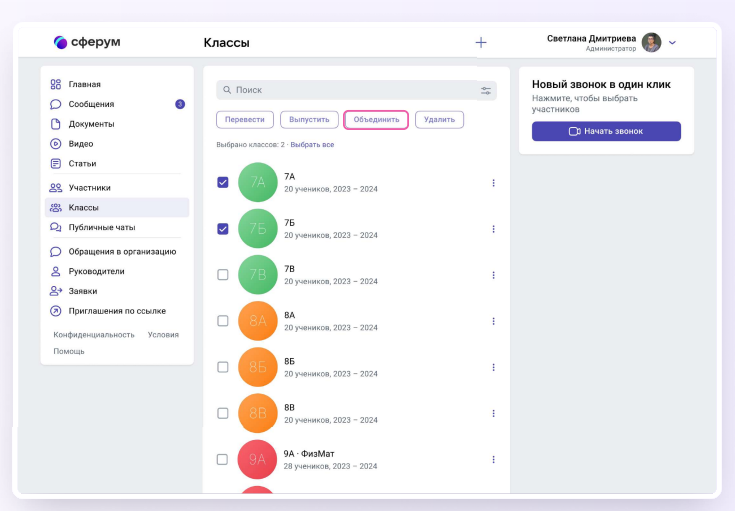 сферум
Классы
Светлана Дмитриева
Администратор
Главная
Сообщения 3
Документы
Видео
Статьи
Участники
Классы
Публичные чаты
Обращения в организацию
Руководители
Заявки
Приглашения по ссылке
Конфиденциальность Условия
Помощь
Поиск
Перевести Выпустить Объединить Удалить
Выбрано классов: 2 · Выбрать все
7А
7А
20 учеников, 2023 – 2024
7Б
7Б
20 учеников, 2023 – 2024
7В
7В
20 учеников, 2023 – 2024
8А
8А
20 учеников, 2023 – 2024
8Б
8Б
20 учеников, 2023 – 2024
8В
8В
20 учеников, 2023 – 2024
9А
9А · ФизМат
28 учеников, 2023 – 2024
Новый звонок в один клик
Нажмите, чтобы выбрать
участников
Начать звонок